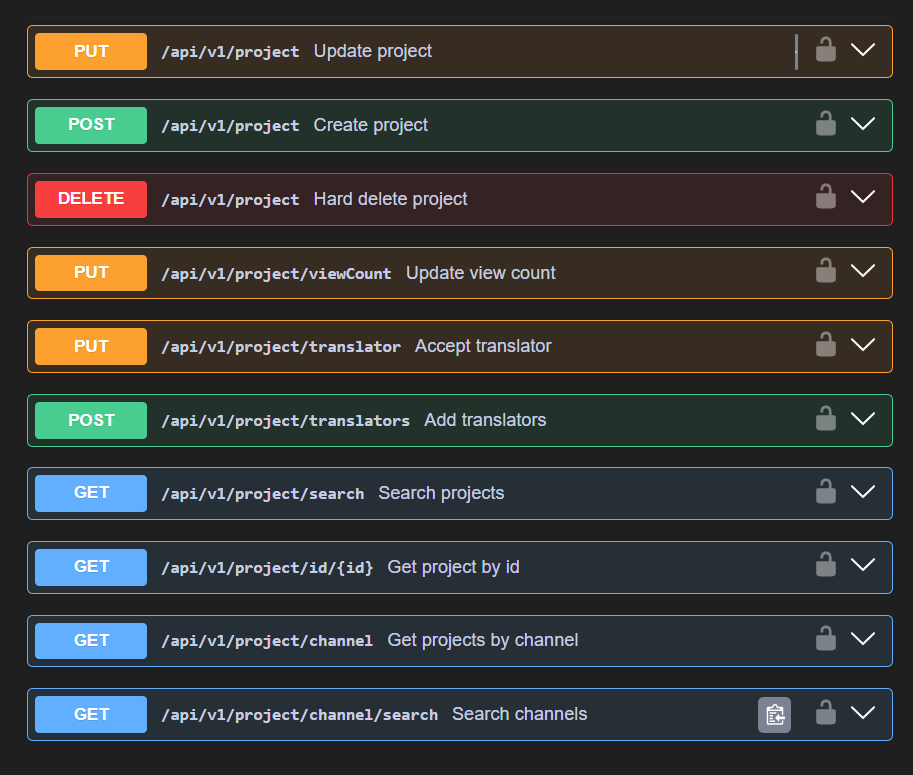 PUT /api/v1/project Update project
POST /api/v1/project Create project
DELETE /api/v1/project Hard delete project
PUT /api/v1/project/viewCount Update view count
PUT /api/v1/project/translator Accept translator
POST /api/v1/project/translators Add translators
GET /api/v1/project/search Search projects
GET /api/v1/project/id/{id} Get project by id
GET /api/v1/project/channel Get projects by channel
GET /api/v1/project/channel/search Search channels